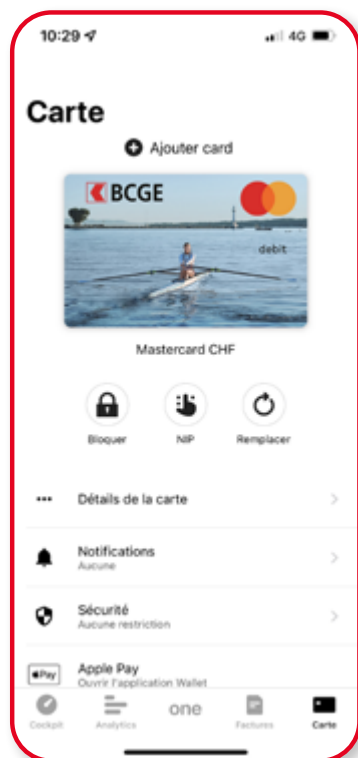 10:29
4G
Carte
Ajouter card
BCGE
debit
Mastercard CHF
Bloquer NIP Remplacer
Détails de la carte
Notifications
Aucune
Sécurité
Aucune restriction
Pay
Apple Pay
Ouvrir l'application Wallet
Cockpit Analytics one Factures Carte